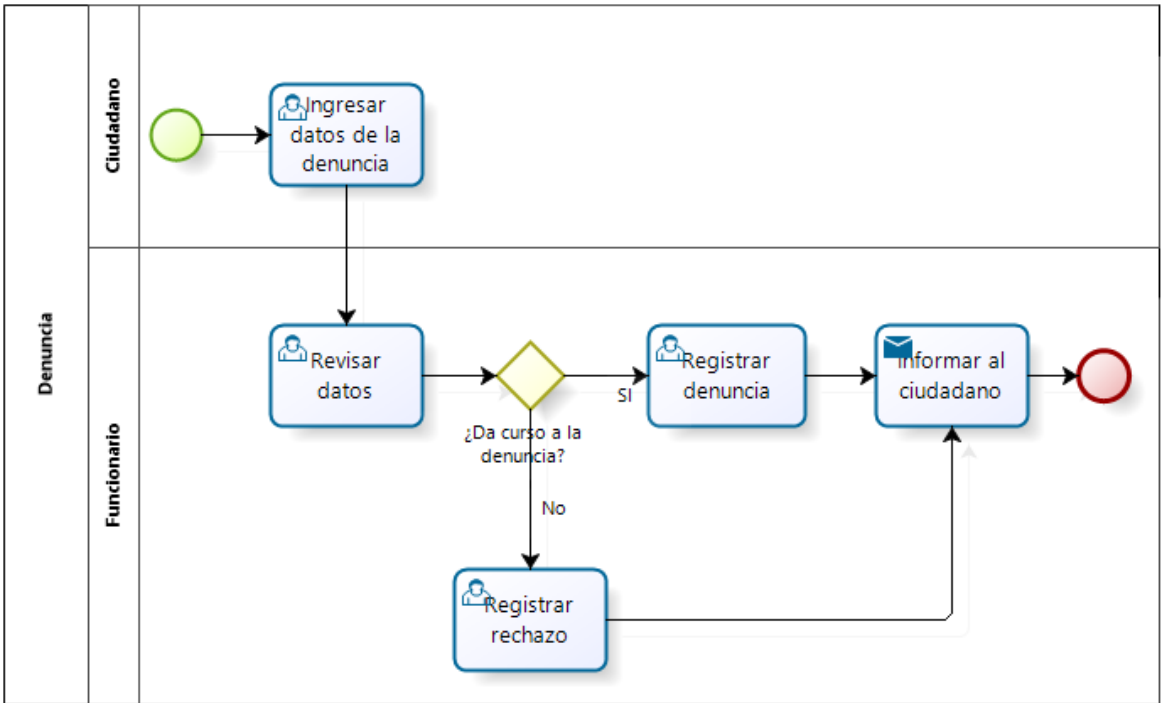 Denuncia
Ciudadano
Ingresar
datos de la
denuncia
Funcionario
Revisar
datos
¿Da curso a la
denuncia?
SI
Registrar
denuncia
Informar al
ciudadano
No
Registrar
rechazo